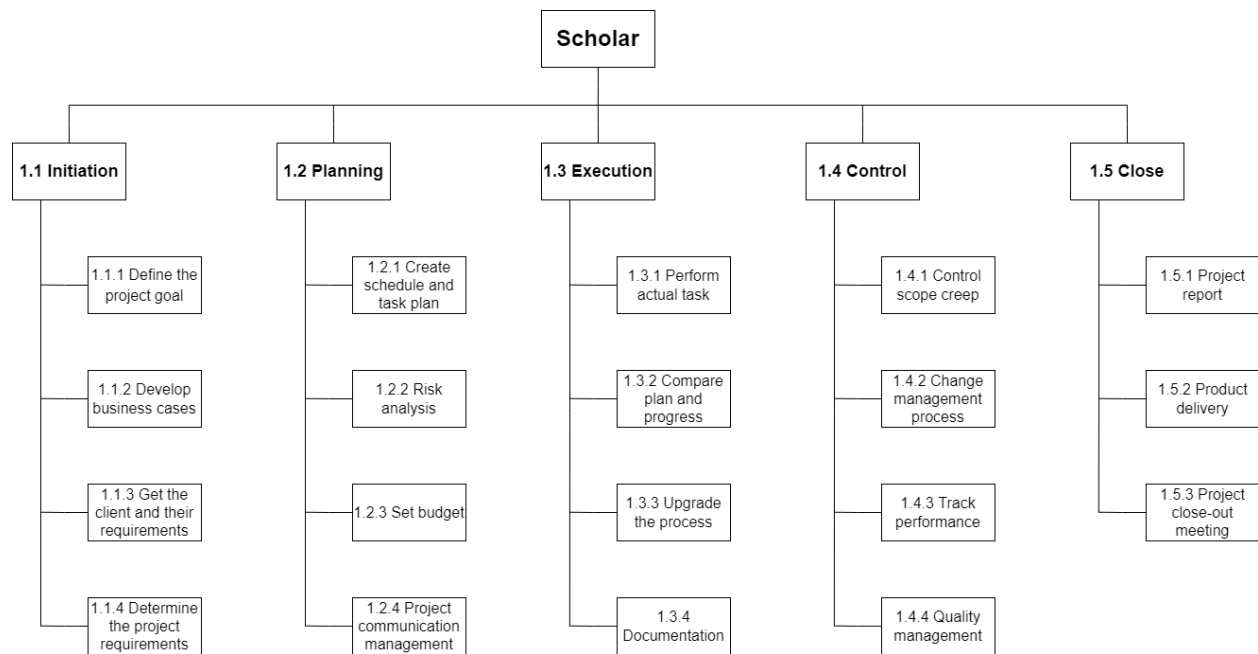 Scholar
1.1 Initiation
1.2 Planning
1.3 Execution
1.4 Control
1.5 Close
1.1.1 Define the
project goal
1.1.2 Develop
business cases
1.1.3 Get the
client and their
requirements
1.1.4 Determine
the project
requirements
1.2.1 Create
schedule and
task plan
1.2.2 Risk
analysis
1.2.3 Set budget
1.2.4 Project
communication
management
1.3.1 Perform
actual task
1.3.2 Compare
plan and
progress
1.3.3 Upgrade
the process
1.3.4
Documentation
1.4.1 Control
scope creep
1.4.2 Change
management
process
1.4.3 Track
performance
1.4.4 Quality
management
1.5.1 Project
report
1.5.2 Product
delivery
1.5.3 Project
close-out
meeting